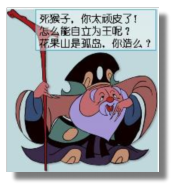 死猴子，你太顽皮了！
怎么能自立为王呢？
花果山是孤岛，你造么？